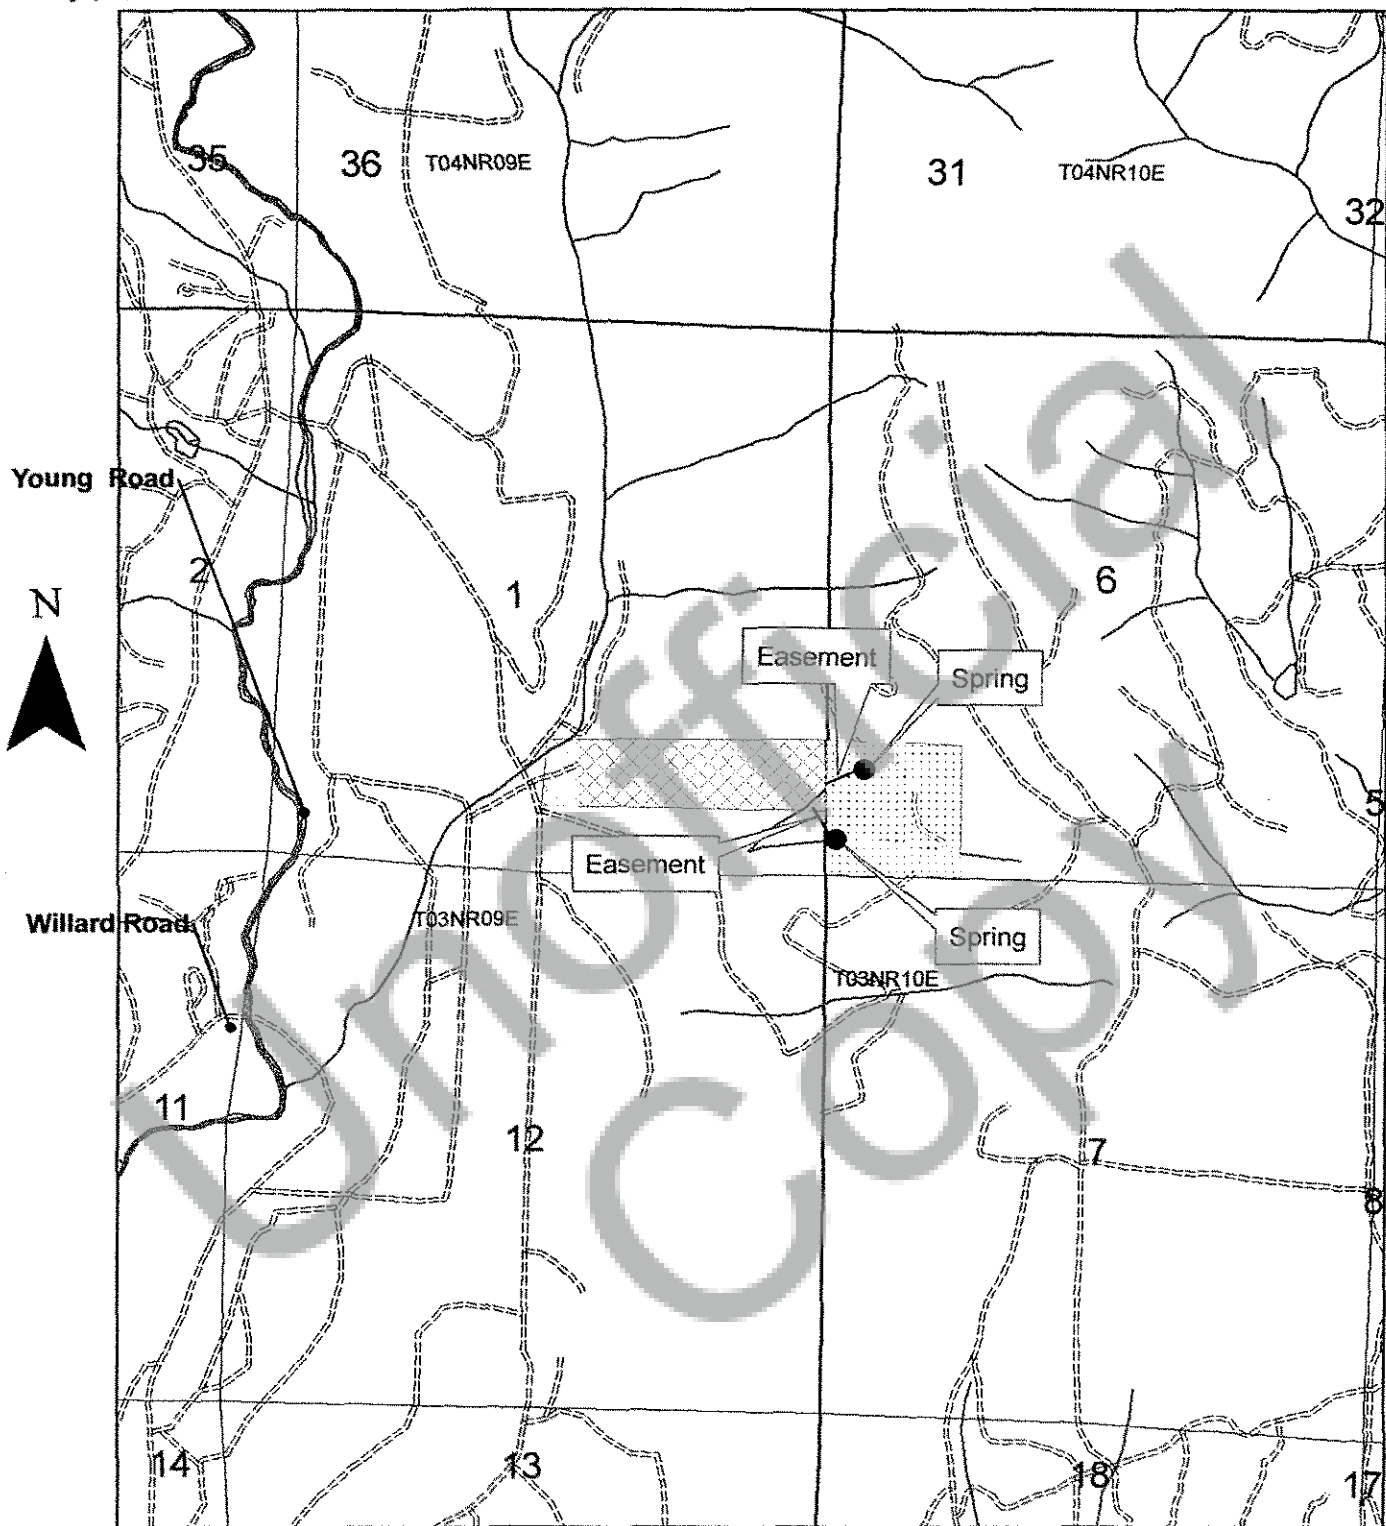 35
36
T04NR09E
31
T04NR10E
32
Young Road
2
1
6
N
Easement
Spring
5
Easement
Willard Road
T03NR09E
Spring
T03NR10E
11
12
7
8
14
13
18
17
Unofficial
Copy